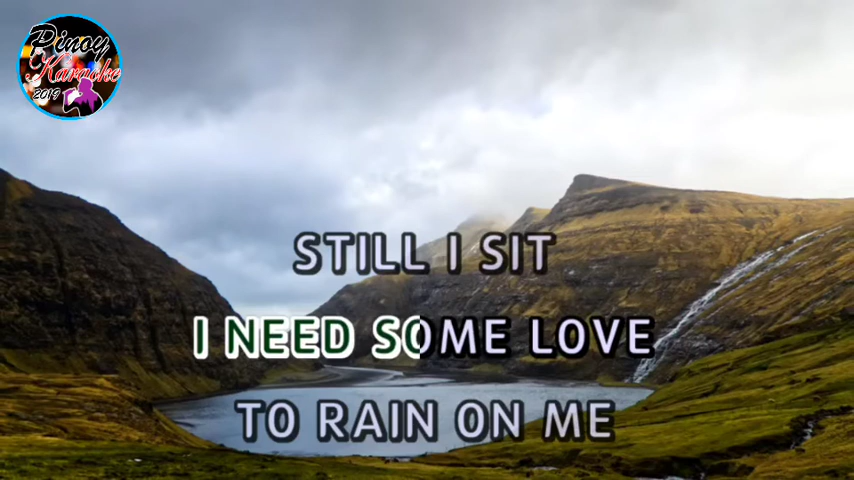 Pinoy
Karaoke
2019
STILL I SIT
I NEED SOME LOVE
TO RAIN ON ME